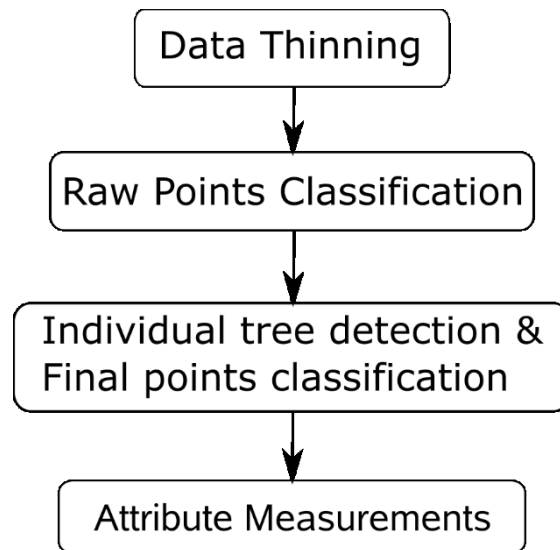 Data Thinning
Raw Points Classification
Individual tree detection &
Final points classification
Attribute Measurements